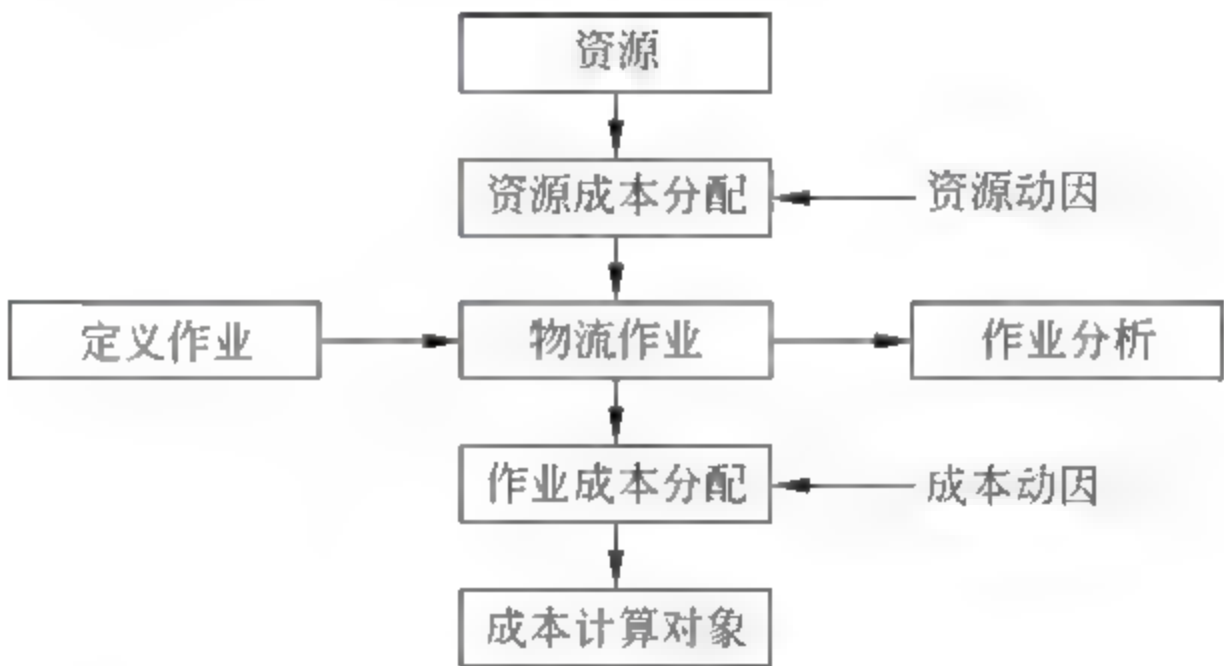 资源
资源成本分配
资源动因
定义作业
物流作业
作业分析
作业成本分配
成本动因
成本计算对象